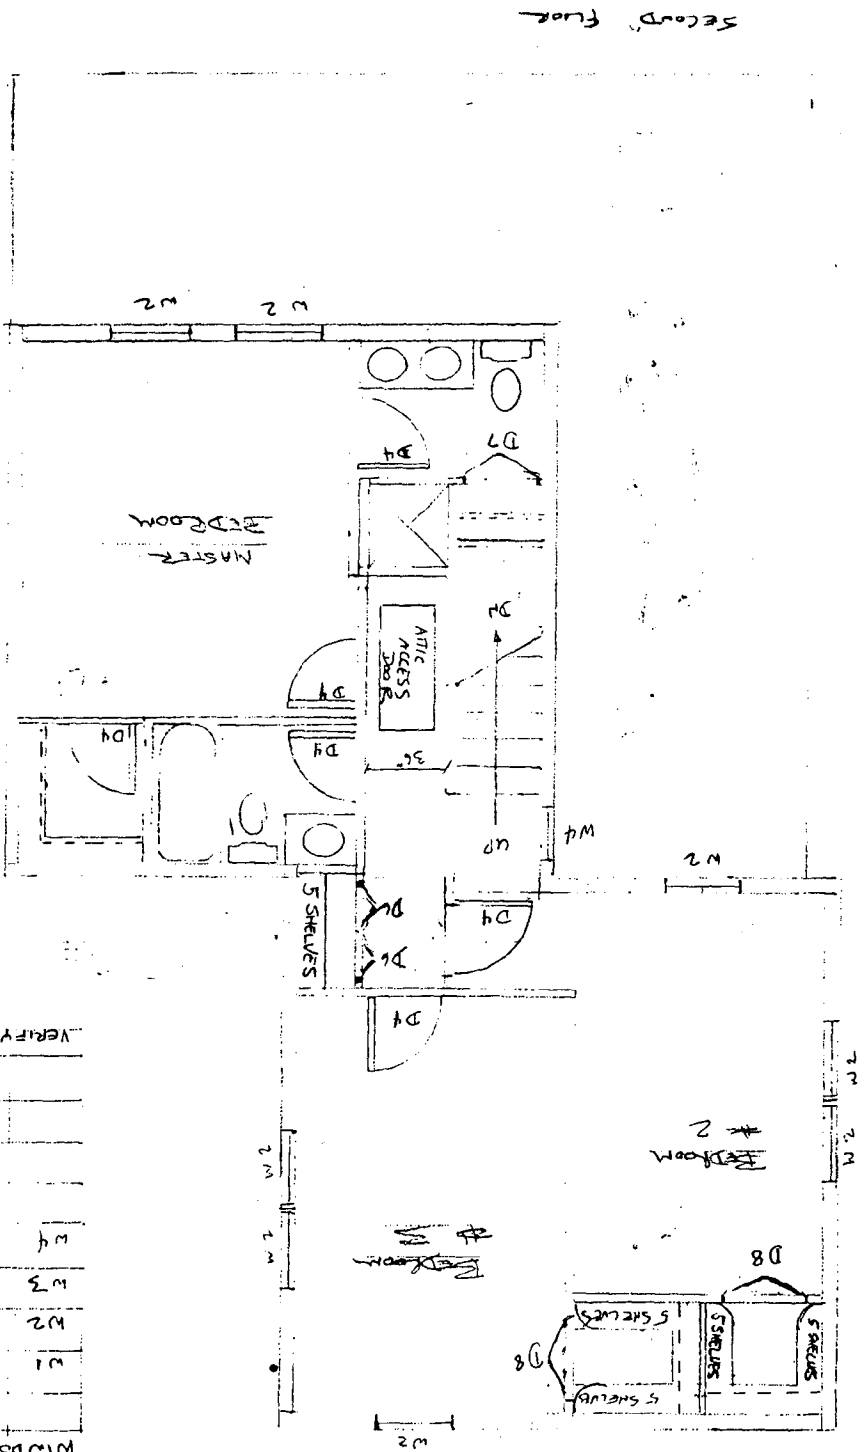 SECOND FLOOR
W2
W2
D4
D7
MASTER
BEDROOM
DN
ATTIC
ACCESS
DOOR
D4
D4
D4
36"
UP
W4
W2
5 SHELVES
D6
D6
D4
D4
VERIFY
W2
W2
BEDROOM
# 2
W2
W2
BEDROOM
# 3
W4
W3
W2
W1
D8
5 SHELVES
5 SHELVES
5 SHELVES
D8
5 SHELVES
W2